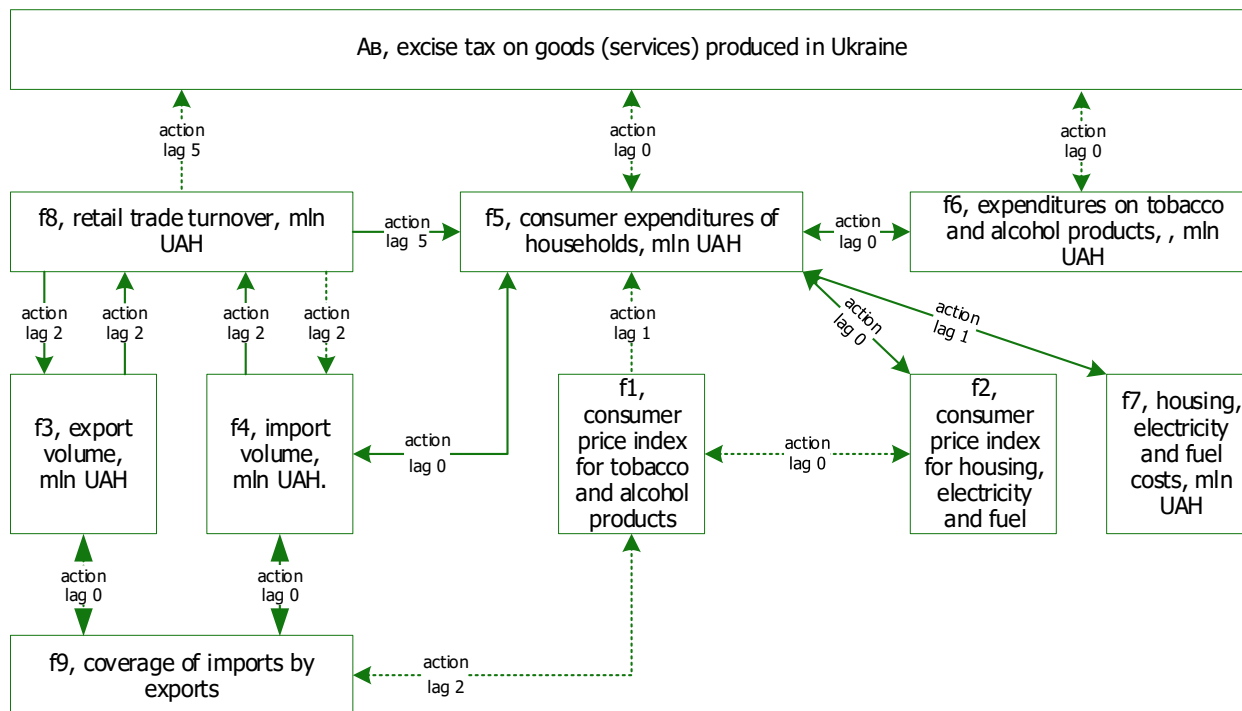 Aв, excise tax on goods (services) produced in Ukraine
action
lag 5
action
lag 0
action
lag 0
f8, retail trade turnover, mln
UAH
action
lag 5
f5, consumer expenditures of
households, mln UAH
action
lag 0
f6, expenditures on tobacco
and alcohol products, , mln
UAH
action
lag 2
action
lag 2
action
lag 2
action
lag 2
action
lag 1
action
lag 0
action
lag 1
f3, export
volume,
mln UAH
f4, import
volume,
mln UAH.
action
lag 0
f1,
consumer
price index
for tobacco
and alcohol
products
action
lag 0
f2,
consumer
price index
for housing,
electricity
and fuel
f7, housing,
electricity
and fuel
costs, mln
UAH
action
lag 0
action
lag 0
f9, coverage of imports by
exports
action
lag 2